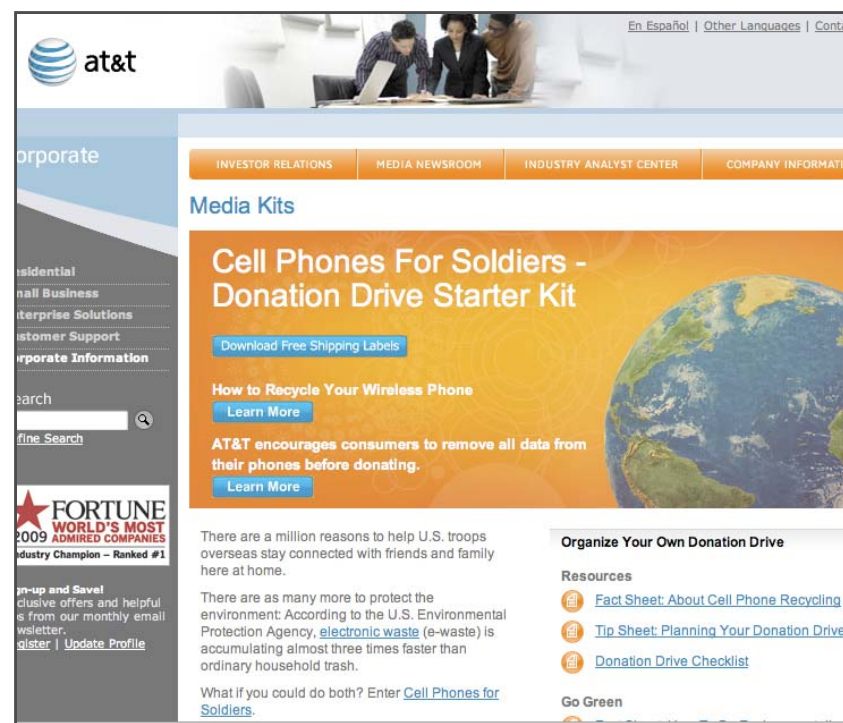 En Español | Other Languages |
at&t
INVESTOR RELATIONS
MEDIA NEWSROOM
INDUSTRY ANALYST CENTER
COMPANY
orporate
Media Kits
Cell Phones For Soldiers -
Donation Drive Starter Kit
Download Free Shipping Labels
How to Recycle Your Wireless Phone
Learn More
AT&T encourages consumers to remove all data from
their phones before donating.
Learn More
esidential
mall Business
terprise Solutions
ustomer Support
orporate Information
earch
efine Search
FORTUNE
WORLD'S MOST
2009 ADMIRED COMPANIES
dustry Champion – Ranked #1
gn-up and Save!
clusive offers and helpful
s from our monthly email
wsletter.
gister | Update Profile
There are a million reasons to help U.S. troops
overseas stay connected with friends and family
here at home.
There are as many more to protect the
environment: According to the U.S. Environmental
Protection Agency, electronic waste (e-waste) is
accumulating almost three times faster than
ordinary household trash.
What if you could do both? Enter Cell Phones for
Soldiers.
Organize Your Own Donation Drive
Resources
Fact Sheet: About Cell Phone Recycling
Tip Sheet: Planning Your Donation Drive
Donation Drive Checklist
Go Green